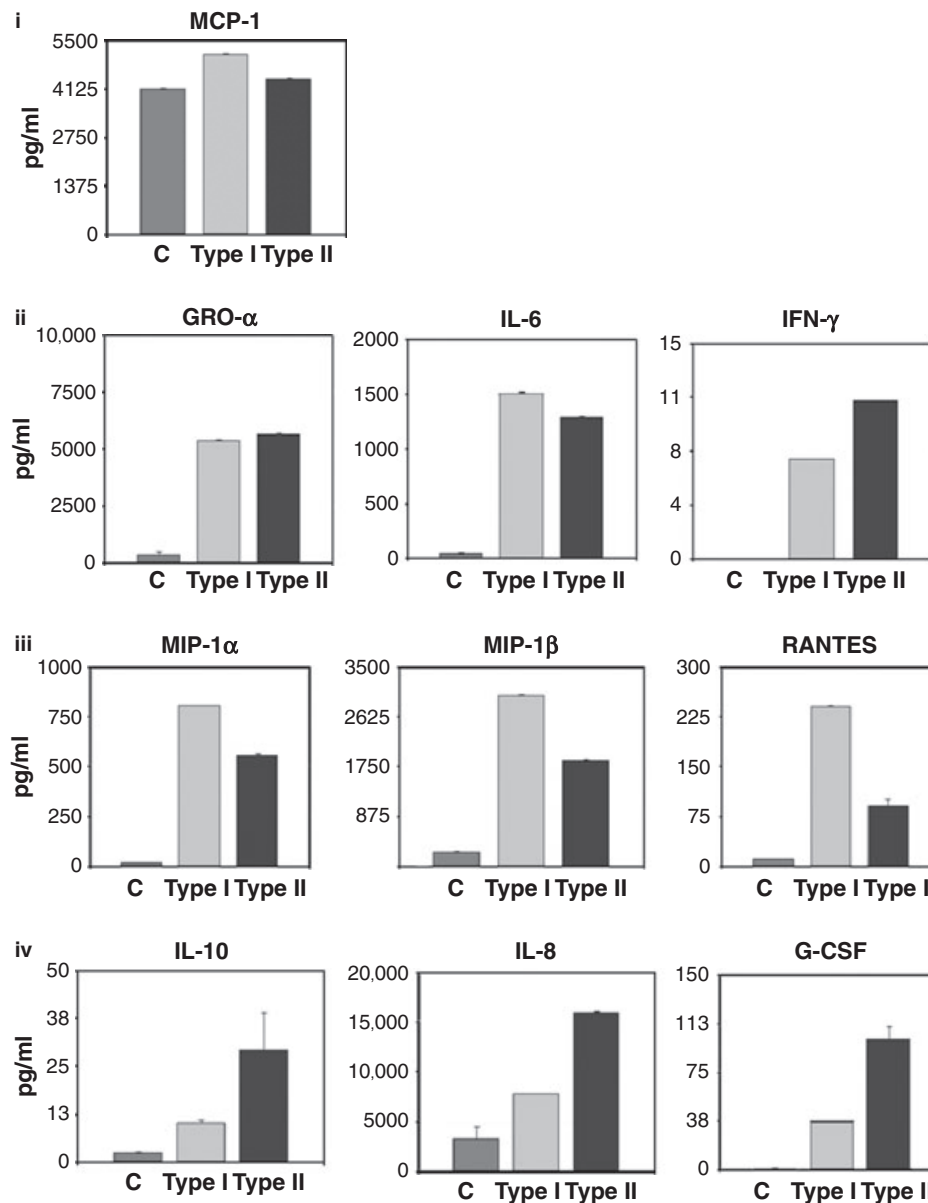 i
MCP-1
5500
4125
2750
1375
0
pg/ml
C Type I Type II
ii
GRO-α
10,000
7500
5000
2500
0
pg/ml
C Type I Type II
IL-6
2000
1500
1000
500
0
C Type I Type II
IFN-γ
15
11
8
4
0
C Type I Type II
iii
MIP-1α
1000
750
500
250
0
pg/ml
C Type I Type II
MIP-1β
3500
2625
1750
875
C Type I Type II
RANTES
300
225
150
75
0
C Type I Type I
iv
IL-10
50
38
25
13
0
pg/ml
C Type I Type II
IL-8
20,000
15,000
10,000
5000
0
C Type I Type II
G-CSF
150
113
75
38
0
C Type I Type II